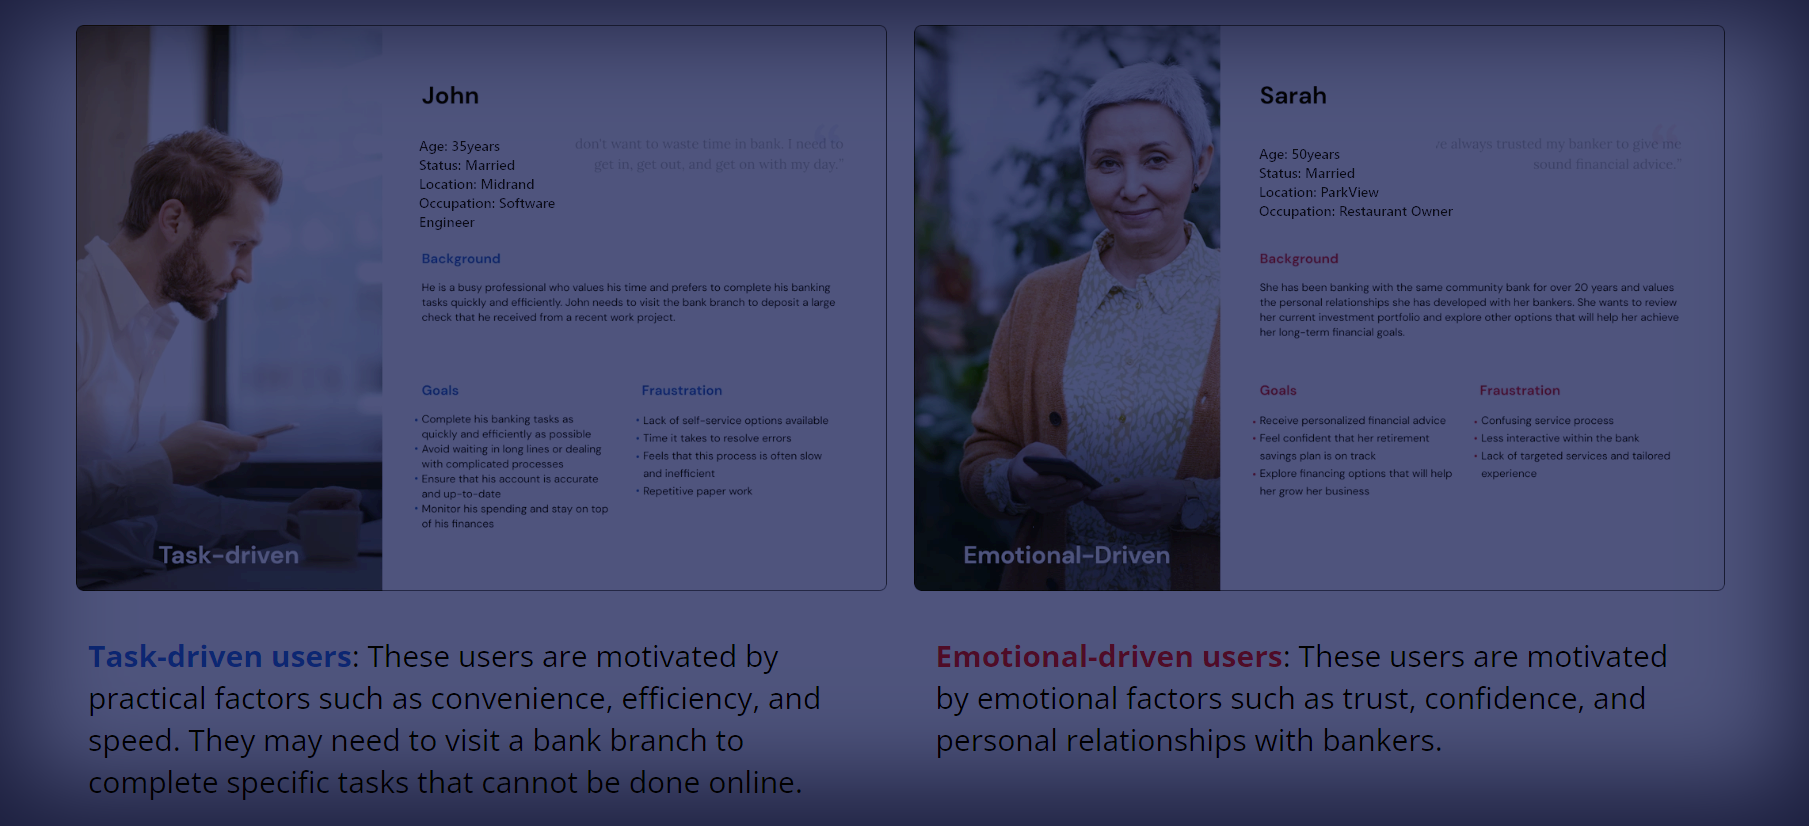 John
Age: 35years
Status: Married
Location: Midrand
Occupation: Software
Engineer
don't want to waste time in bank. I need to
get in, get out, and get on with my day."
Background
He is a busy professional who values his time and prefers to complete his banking
tasks quickly and efficiently. John needs to visit the bank branch to deposit a large
check that he received from a recent work project.
Goals
• Complete his banking tasks as
quickly and efficiently as possible
• Avoid waiting in long lines or dealing
with complicated processes
• Ensure that his account is accurate
and up-to-date
• Monitor his spending and stay on top
of his finances
Fraustration
• Lack of self-service options available
• Time it takes to resolve errors
• Feels that this process is often slow
and inefficient
• Repetitive paper work
Task-driven
Sarah
Age: 50years
Status: Married
Location: ParkView
Occupation: Restaurant Owner
've always trusted my banker to give me
sound financial advice."
Background
She has been banking with the same community bank for over 20 years and values
the personal relationships she has developed with her bankers. She wants to review
her current investment portfolio and explore other options that will help her achieve
her long-term financial goals.
Goals
• Receive personalized financial advice
• Feel confident that her retirement
savings plan is on track
• Explore financing options that will help
her grow her business
Fraustration
• Confusing service process
• Less interactive within the bank
• Lack of targeted services and tailored
experience
Emotional-Driven
Task-driven users: These users are motivated by
practical factors such as convenience, efficiency, and
speed. They may need to visit a bank branch to
complete specific tasks that cannot be done online.
Emotional-driven users: These users are motivated
by emotional factors such as trust, confidence, and
personal relationships with bankers.